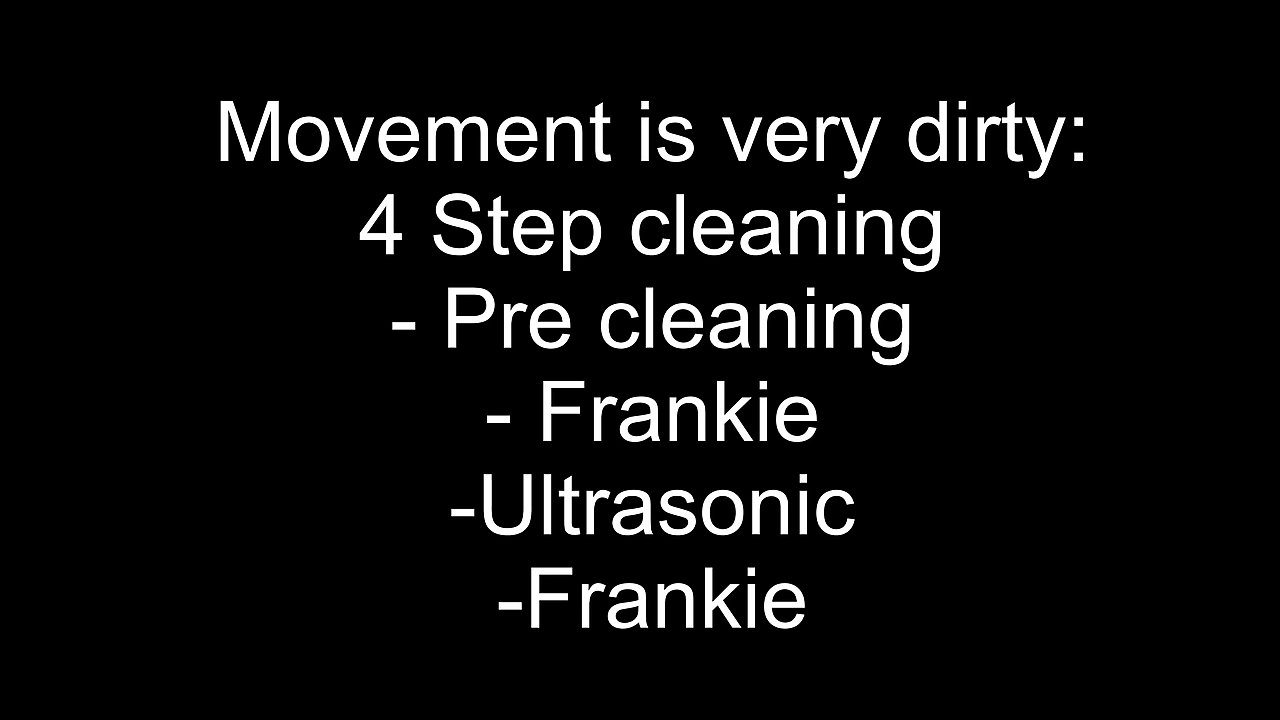 Movement is very dirty:
4 Step cleaning
- Pre cleaning
- Frankie
-Ultrasonic
-Frankie